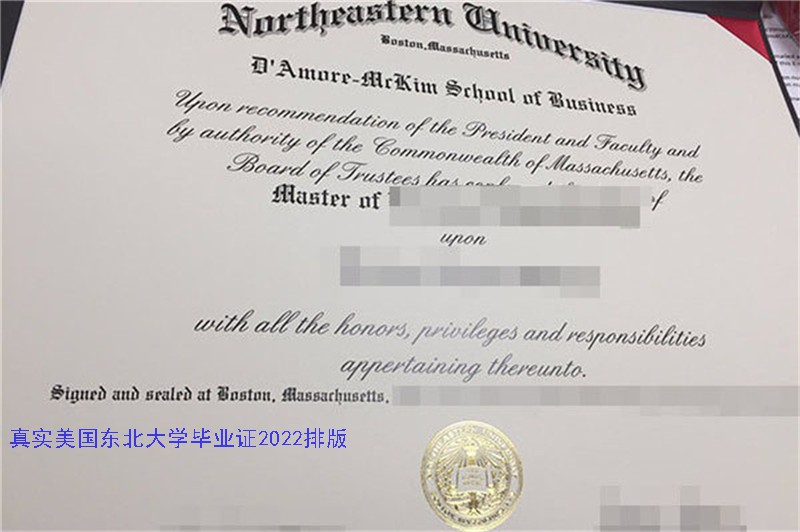 Northeastern University
Boston, Massachusetts
D'Amore-McKim School of Business
Upon recommendation of the President and Faculty and
by authority of the Commonwealth of Massachusetts, the
Board of Trustees has
Master of
upon
with all the honors, privileges and responsibilities
appertaining thereunto.
Signed and sealed at Boston, Massachusetts,
真实美国东北大学毕业证2022排版